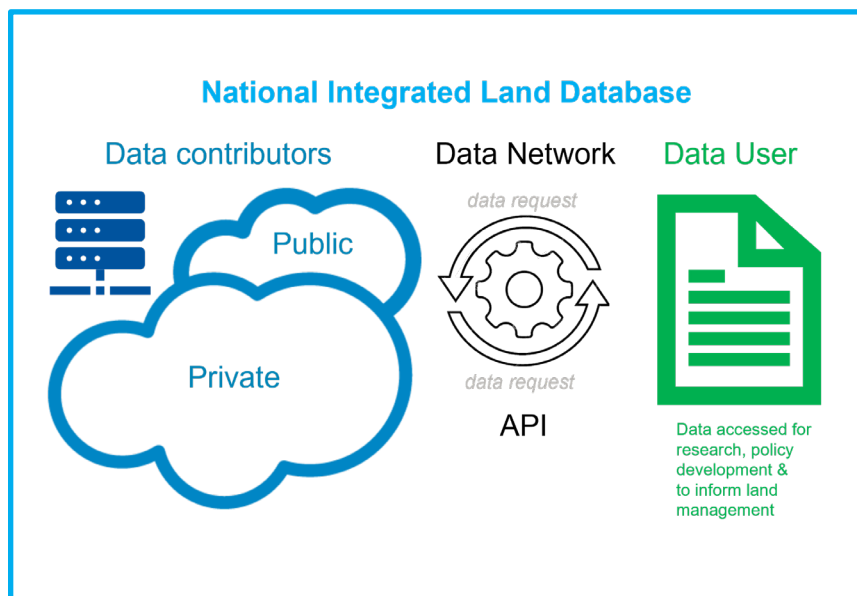 National Integrated Land Database
Data contributors
Public
Private
Data Network
data request
data request
API
Data User
Data accessed for
research, policy
development &
to inform land
management